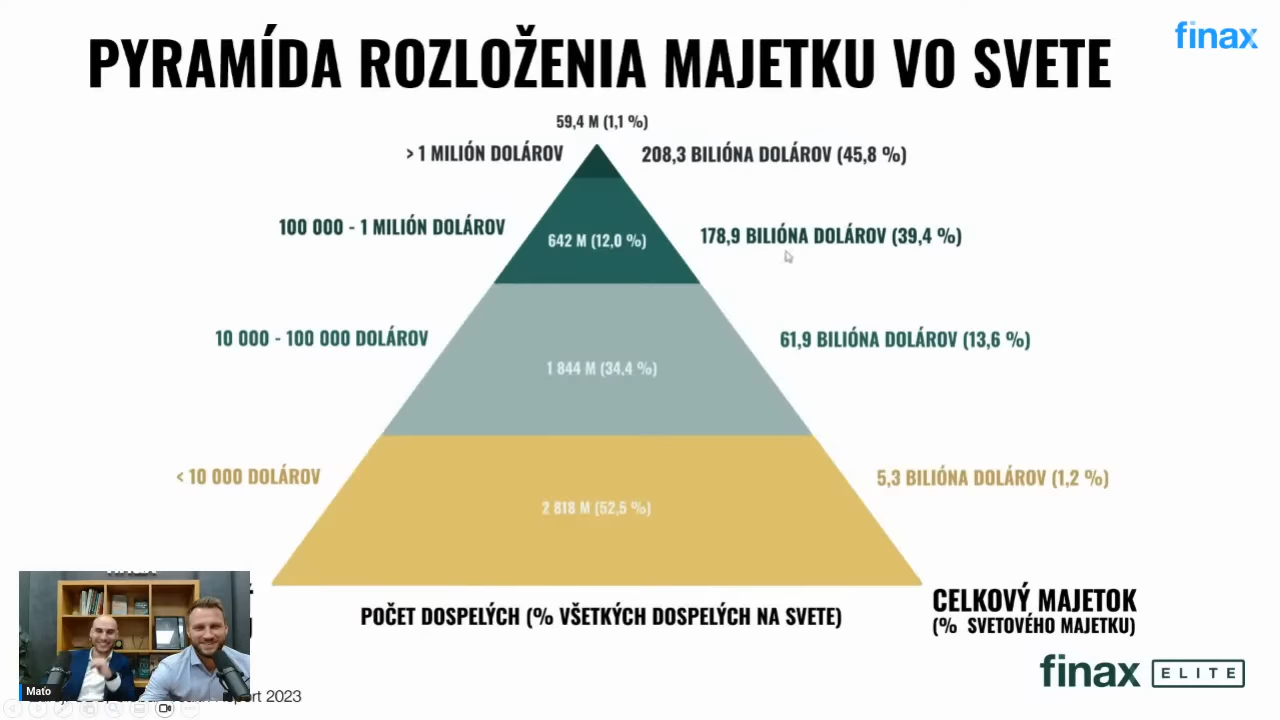 finax
PYRAMÍDA ROZLOŽENIA MAJETKU VO SVETE
59,4 M (1,1 %)
> 1 MILIÓN DOLÁROV
208,3 BILIÓNA DOLÁROV (45,8 %)
100 000 - 1 MILIÓN DOLÁROV
642 M (12,0 %)
178,9 BILIÓNA DOLÁROV (39,4 %)
10 000 - 100 000 DOLÁROV
1 844 M (34,4 %)
61,9 BILIÓNA DOLÁROV (13,6 %)
< 10 000 DOLÁROV
2 818 M (52,5 %)
5,3 BILIÓNA DOLÁROV (1,2 %)
POČET DOSPELÝCH (% VŠETKÝCH DOSPELÝCH NA SVETE)
CELKOVÝ MAJETOK
(% SVETOVÉHO MAJETKU)
finax ELITE
Maťo
2023